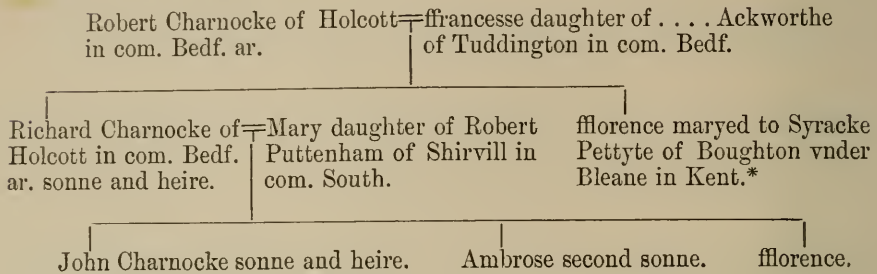 Robert Charnocke of Holcott=ffrancesse daughter of . . . . Ackworthe
in com. Bedf. ar.
of Tuddington in com. Bedf.
Richard Charnocke of=Mary daughter of Robert
Holcott in com. Bedf.
Puttenham of Shirvill in
ar. sonne and heire.
com. South.
fflorence maryed to Syracke
Pettyte of Boughton vnder
Bleane in Kent.*
John Charnocke sonne and heire.
Ambrose second sonne.
fflorence.